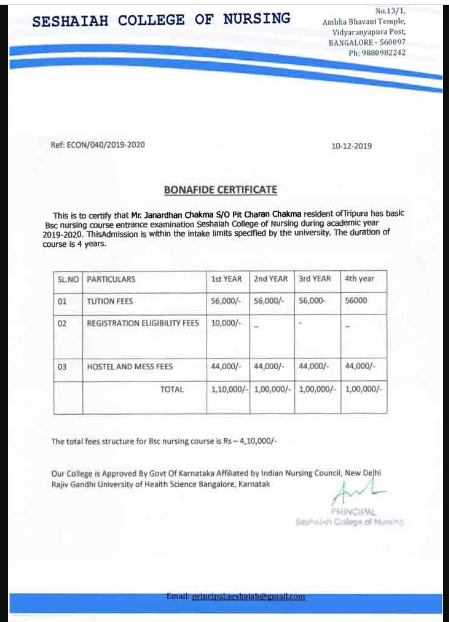 SESHAIAH COLLEGE OF NURSING
No.13/1,
Ambha Bhavani Temple,
Vidyaranyapura Post,
BANGALORE - 560097
Ph: 9880982242
Ref: ECON/040/2019-2020
10-12-2019
BONAFIDE CERTIFICATE
This is to certify that Mr. Janardhan Chakma S/O Pit Charan Chakma resident ofTripura has basic
Bsc nursing course entrance examination Seshaiah College of Nursing during academic year
2019-2020. ThisAdmission is within the intake limits specified by the university. The duration of
course is 4 years.
SL.NO PARTICULARS 1st YEAR 2nd YEAR 3rd YEAR 4th year
01 TUTION FEES 56,000/- 56,000/- 56,000- 56000
02 REGISTRATION ELIGIBILITY FEES 10,000/- – - –
03 HOSTEL AND MESS FEES 44,000/- 44,000/- 44,000/- 44,000/-
TOTAL 1,10,000/- 1,00,000/- 1,00,000/- 1,00,000/-
The total fees structure for Bsc nursing course is Rs – 4,10,000/-
Our College is Approved By Govt Of Karnataka Affiliated by Indian Nursing Council, New Delhi
Rajiv Gandhi University of Health Science Bangalore, Karnatak
PRINCIPAL
Seshaiah College of Nursing
Email: principal.seshaiah@gmail.com